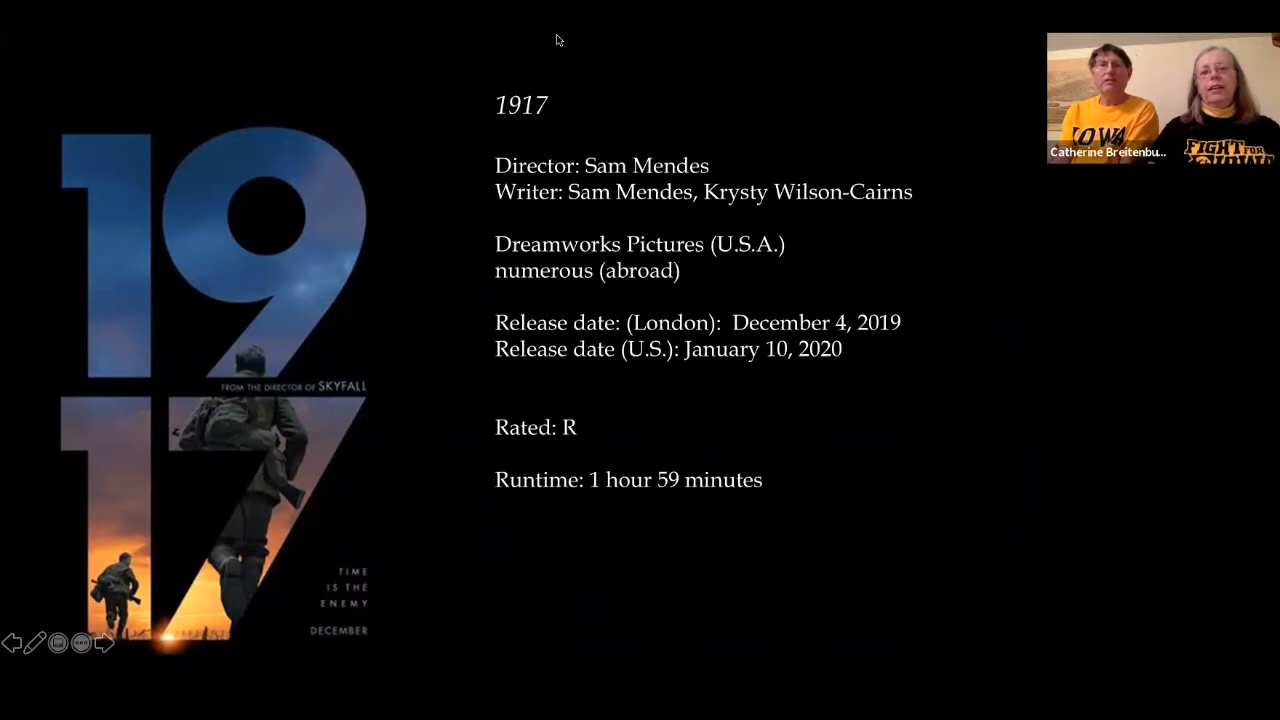 1917
Director: Sam Mendes
Writer: Sam Mendes, Krysty Wilson-Cairns
Dreamworks Pictures (U.S.A.)
numerous (abroad)
Release date: (London): December 4, 2019
Release date (U.S.): January 10, 2020
Rated: R
Runtime: 1 hour 59 minutes
19
FROM THE DIRECTOR OF SKYFALL
17
TIME
IS THE
ENEMY
DECEMBER
IOWA
FIGHT FOR
Catherine Breitenbu...